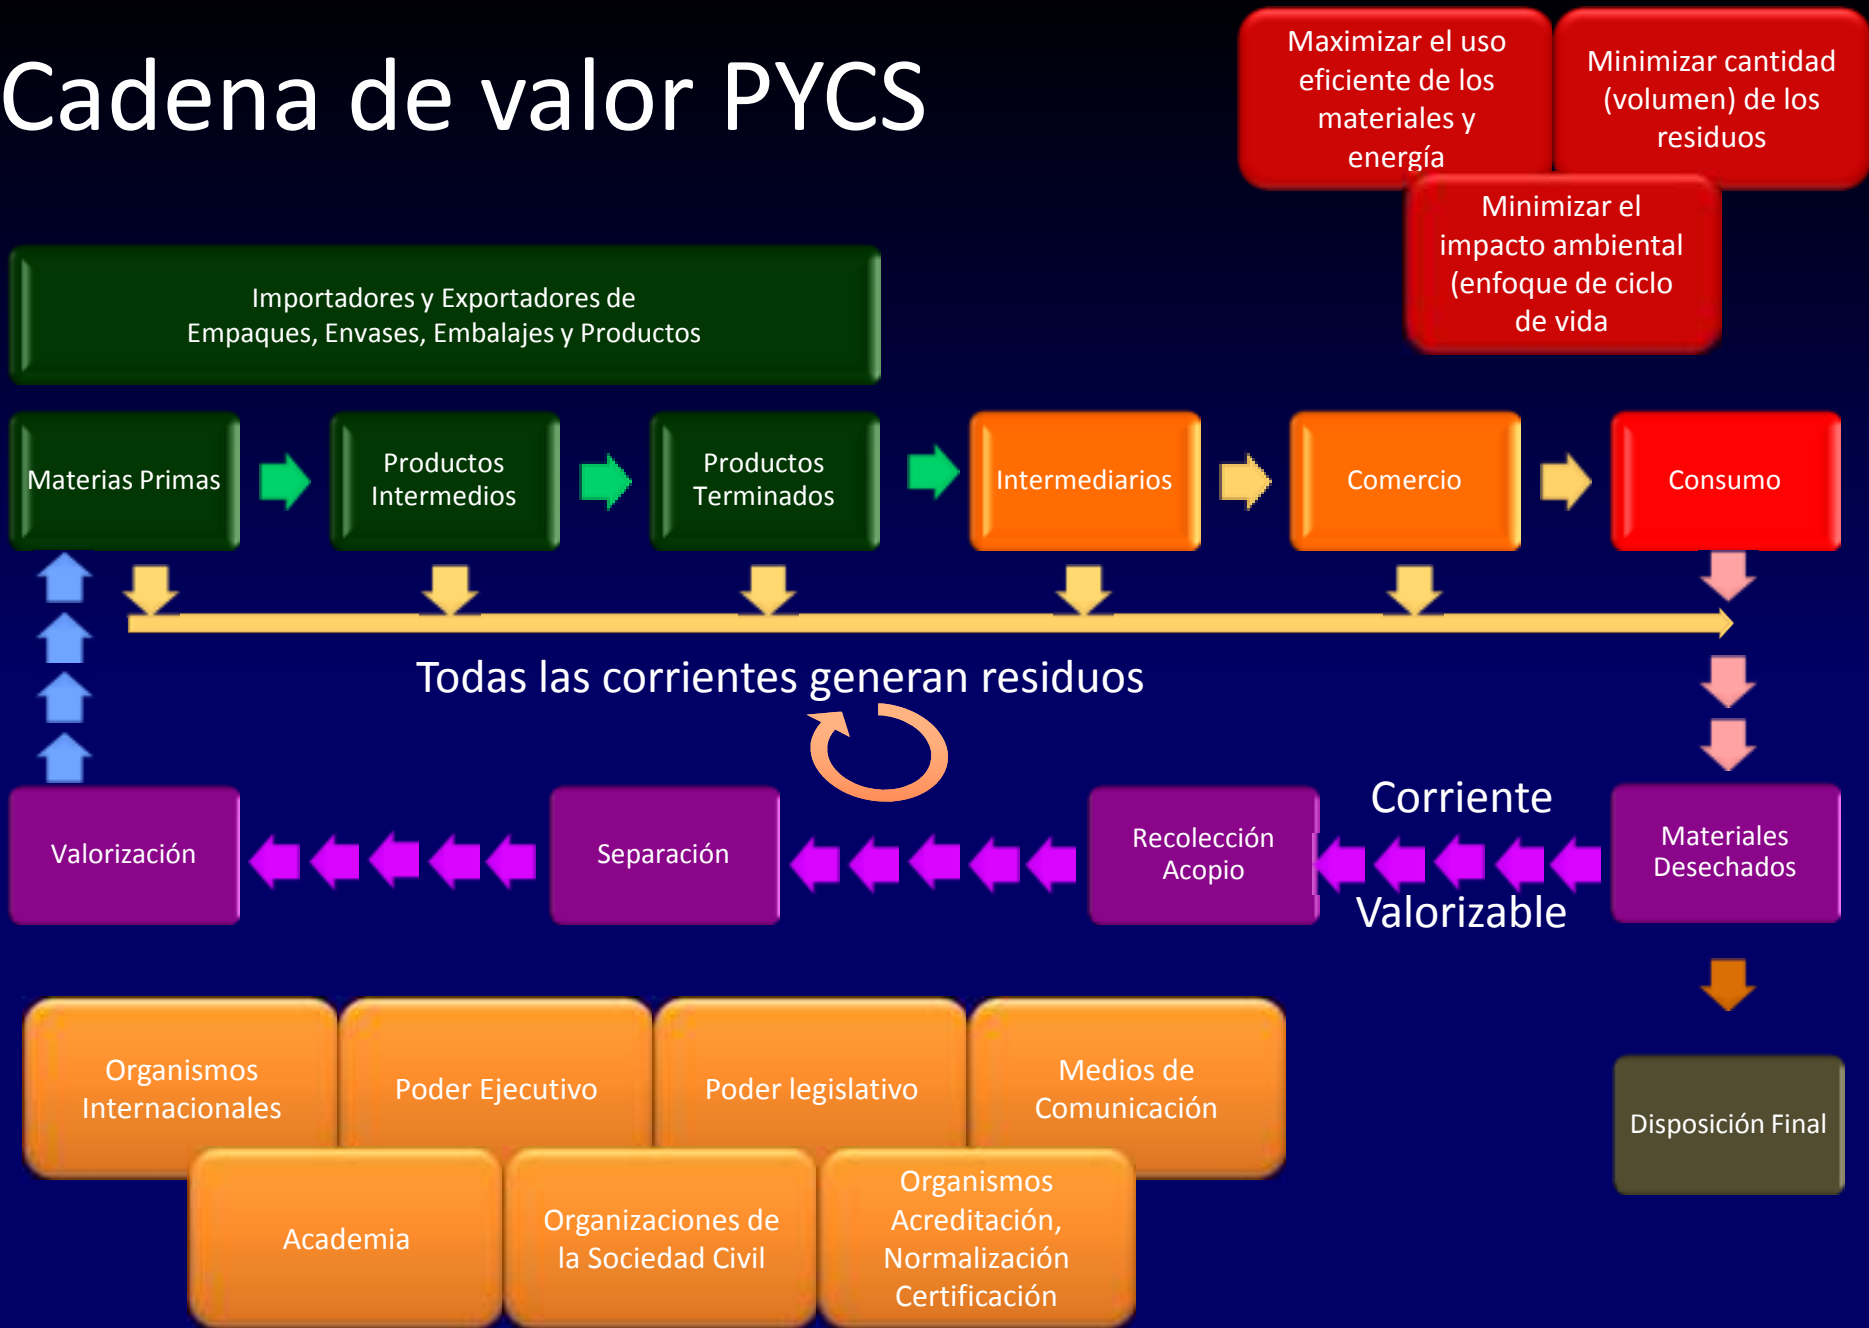 Cadena de valor PYCS
Maximizar el uso
eficiente de los
materiales y
energía
Minimizar cantidad
(volumen) de los
residuos
Minimizar el
impacto ambiental
(enfoque de ciclo
de vida
Importadores y Exportadores de
Empaques, Envases, Embalajes y Productos
Materias Primas
Productos
Intermedios
Productos
Terminados
Intermediarios
Comercio
Consumo
Todas las corrientes generan residuos
Valorización
Separación
Recolección
Acopio
Corriente
Valorizable
Materiales
Desechados
Organismos
Internacionales
Poder Ejecutivo
Poder legislativo
Medios de
Comunicación
Disposición Final
Academia
Organizaciones de
la Sociedad Civil
Organismos
Acreditación,
Normalización
Certificación